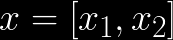 x = [x₁, x₂]